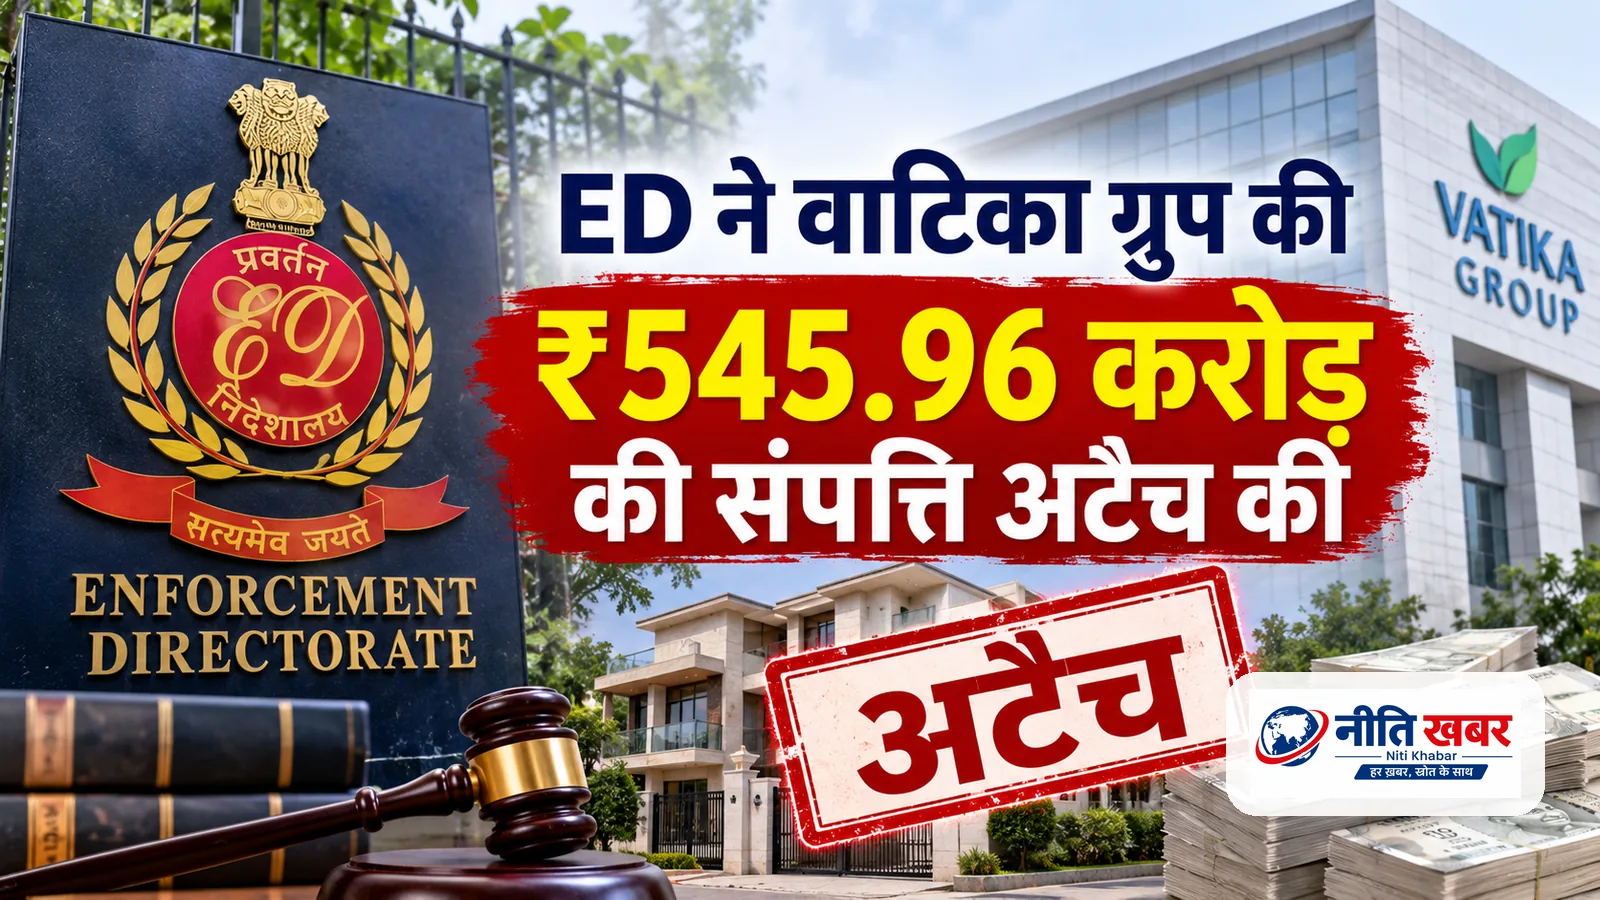 प्रवर्तन
ED
निदेशालय
सत्यमेव जयते
ENFORCEMENT
DIRECTORATE
ED ने वाटिका ग्रुप की
₹545.96 करोड़
की संपत्ति अटैच की
VATIKA
GROUP
अटैच
नीति खबर
Niti Khabar
हर ख़बर, स्रोत के साथ